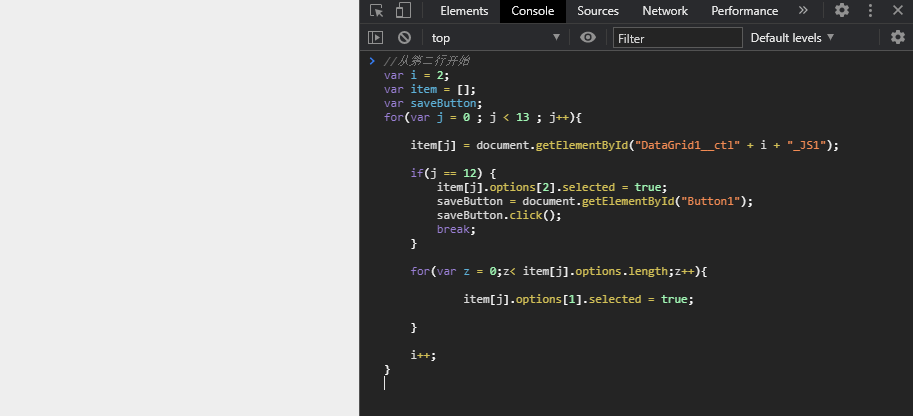 Elements Console Sources Network Performance »
top Filter Default levels
//从第二行开始
var i = 2;
var item = [];
var saveButton;
for(var j = 0 ; j < 13 ; j++){
item[j] = document.getElementById("DataGrid1__ctl" + i + "_JS1");
if(j == 12) {
item[j].options[2].selected = true;
saveButton = document.getElementById("Button1");
saveButton.click();
break;
}
for(var z = 0;z< item[j].options.length;z++){
item[j].options[1].selected = true;
}
i++;
}